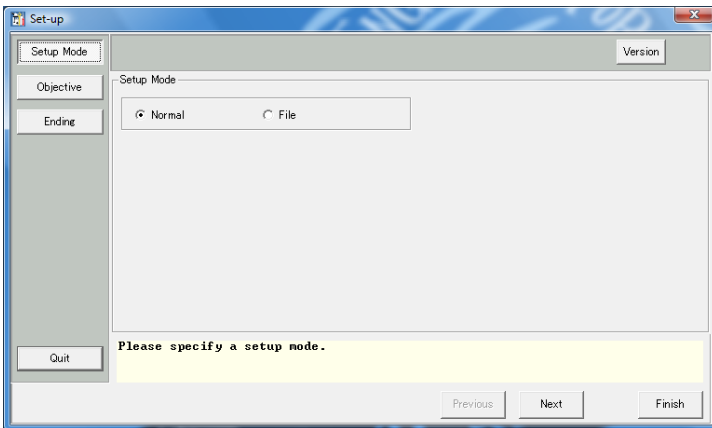 Set-up
Setup Mode
Version
Objective
Setup Mode
Normal
File
Ending
Quit
Please specify a setup mode.
Previous
Next
Finish